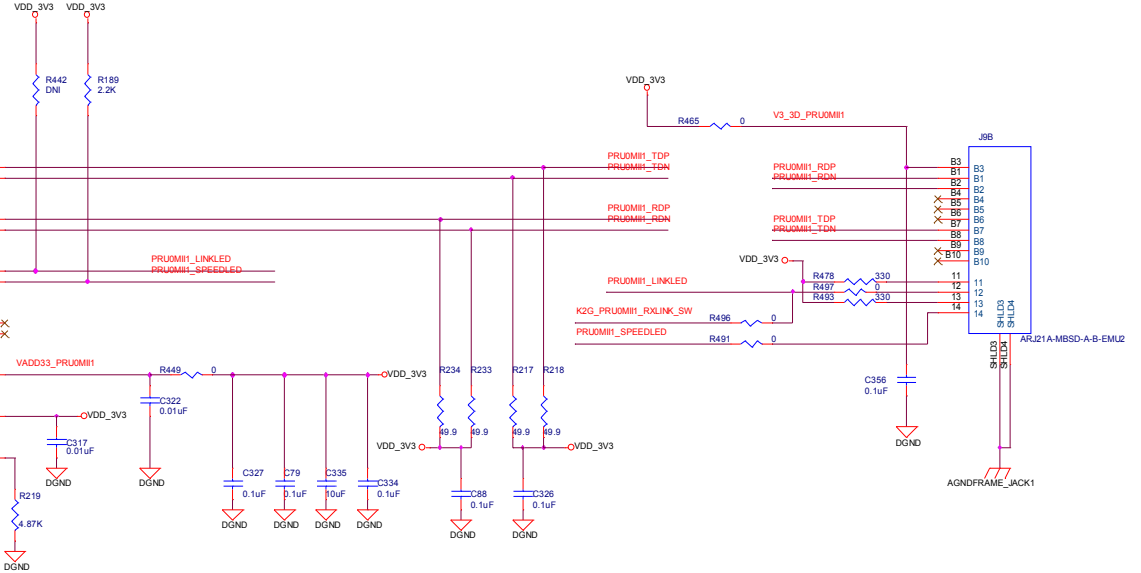 VDD_3V3 VDD_3V3
R442
DNI
R189
2.2K
VDD_3V3
R465 0
V3_3D_PRU0MII1
J9B
PRU0MII1_TDP
PRU0MII1_TDN
PRU0MII1_RDP
PRU0MII1_RDN
B3 B3
B1 B1
B2 B2
B4 B4
B5 B5
B6 B6
B7 B7
B8 B8
B9 B9
B10 B10
PRU0MII1_RDP
PRU0MII1_RDN
PRU0MII1_TDP
PRU0MII1_TDN
PRU0MII1_LINKLED
PRU0MII1_SPEEDLED
VDD_3V3
PRU0MII1_LINKLED
R478 330
R497 0
R493 330
11 11
12 12
13 13
14 14
K2G_PRU0MII1_RXLINK_SW
R496 0
PRU0MII1_SPEEDLED
R491 0
SHLD3
SHLD4
SHLD3
SHLD4
ARJ21A-MBSD-A-B-EMU2
VADD33_PRU0MII1
R449 0
VDD_3V3
R234
R233
R217
R218
C356
0.1uF
DGND
C322
0.01uF
VDD_3V3
C317
0.01uF
49.9
49.9
49.9
49.9
VDD_3V3
VDD_3V3
DGND
DGND
C327
0.1uF
C79
0.1uF
C335
10uF
C334
0.1uF
AGNDFRAME_JACK1
R219
4.87K
C88
0.1uF
C326
0.1uF
DGND
DGND
DGND
DGND
DGND
DGND
DGND